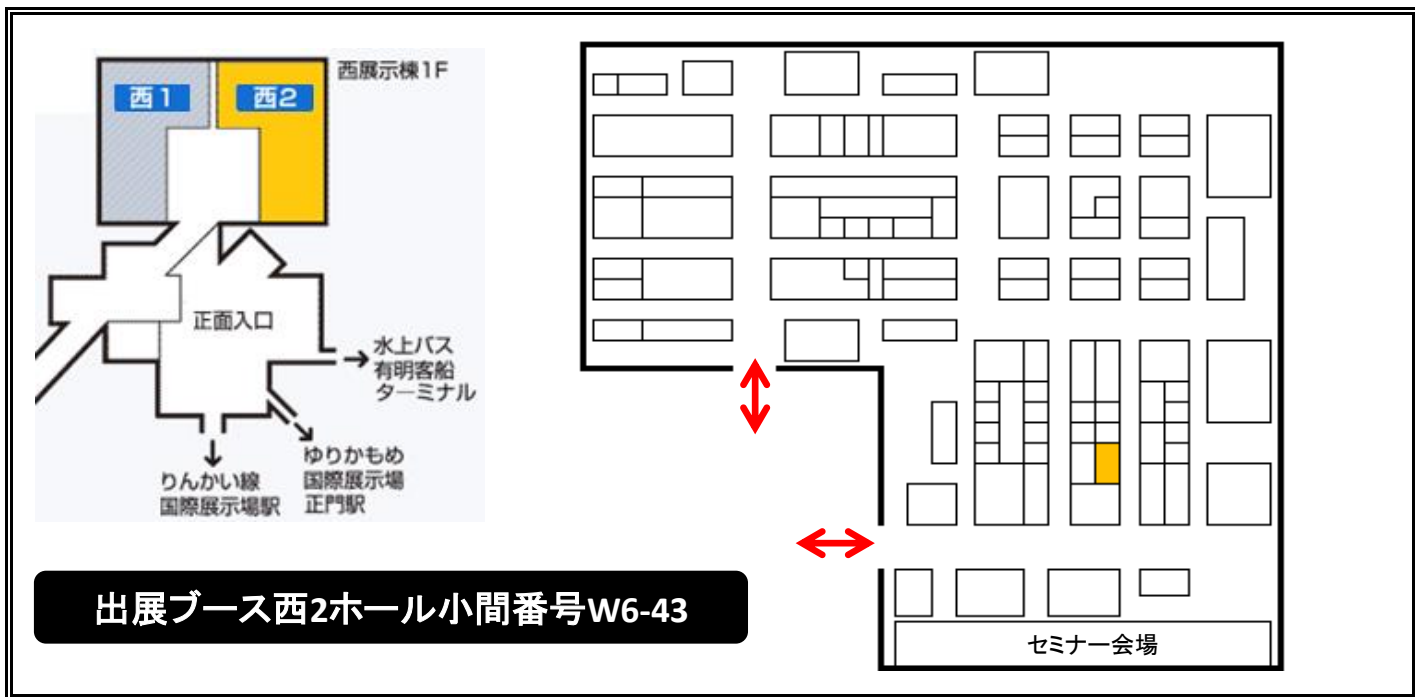 西展示棟1F
西1
西2
正面入口
水上バス
有明客船
ターミナル
ゆりかもめ
国際展示場
正門駅
りんかい線
国際展示場駅
出展ブース西2ホール小間番号W6-43
セミナー会場